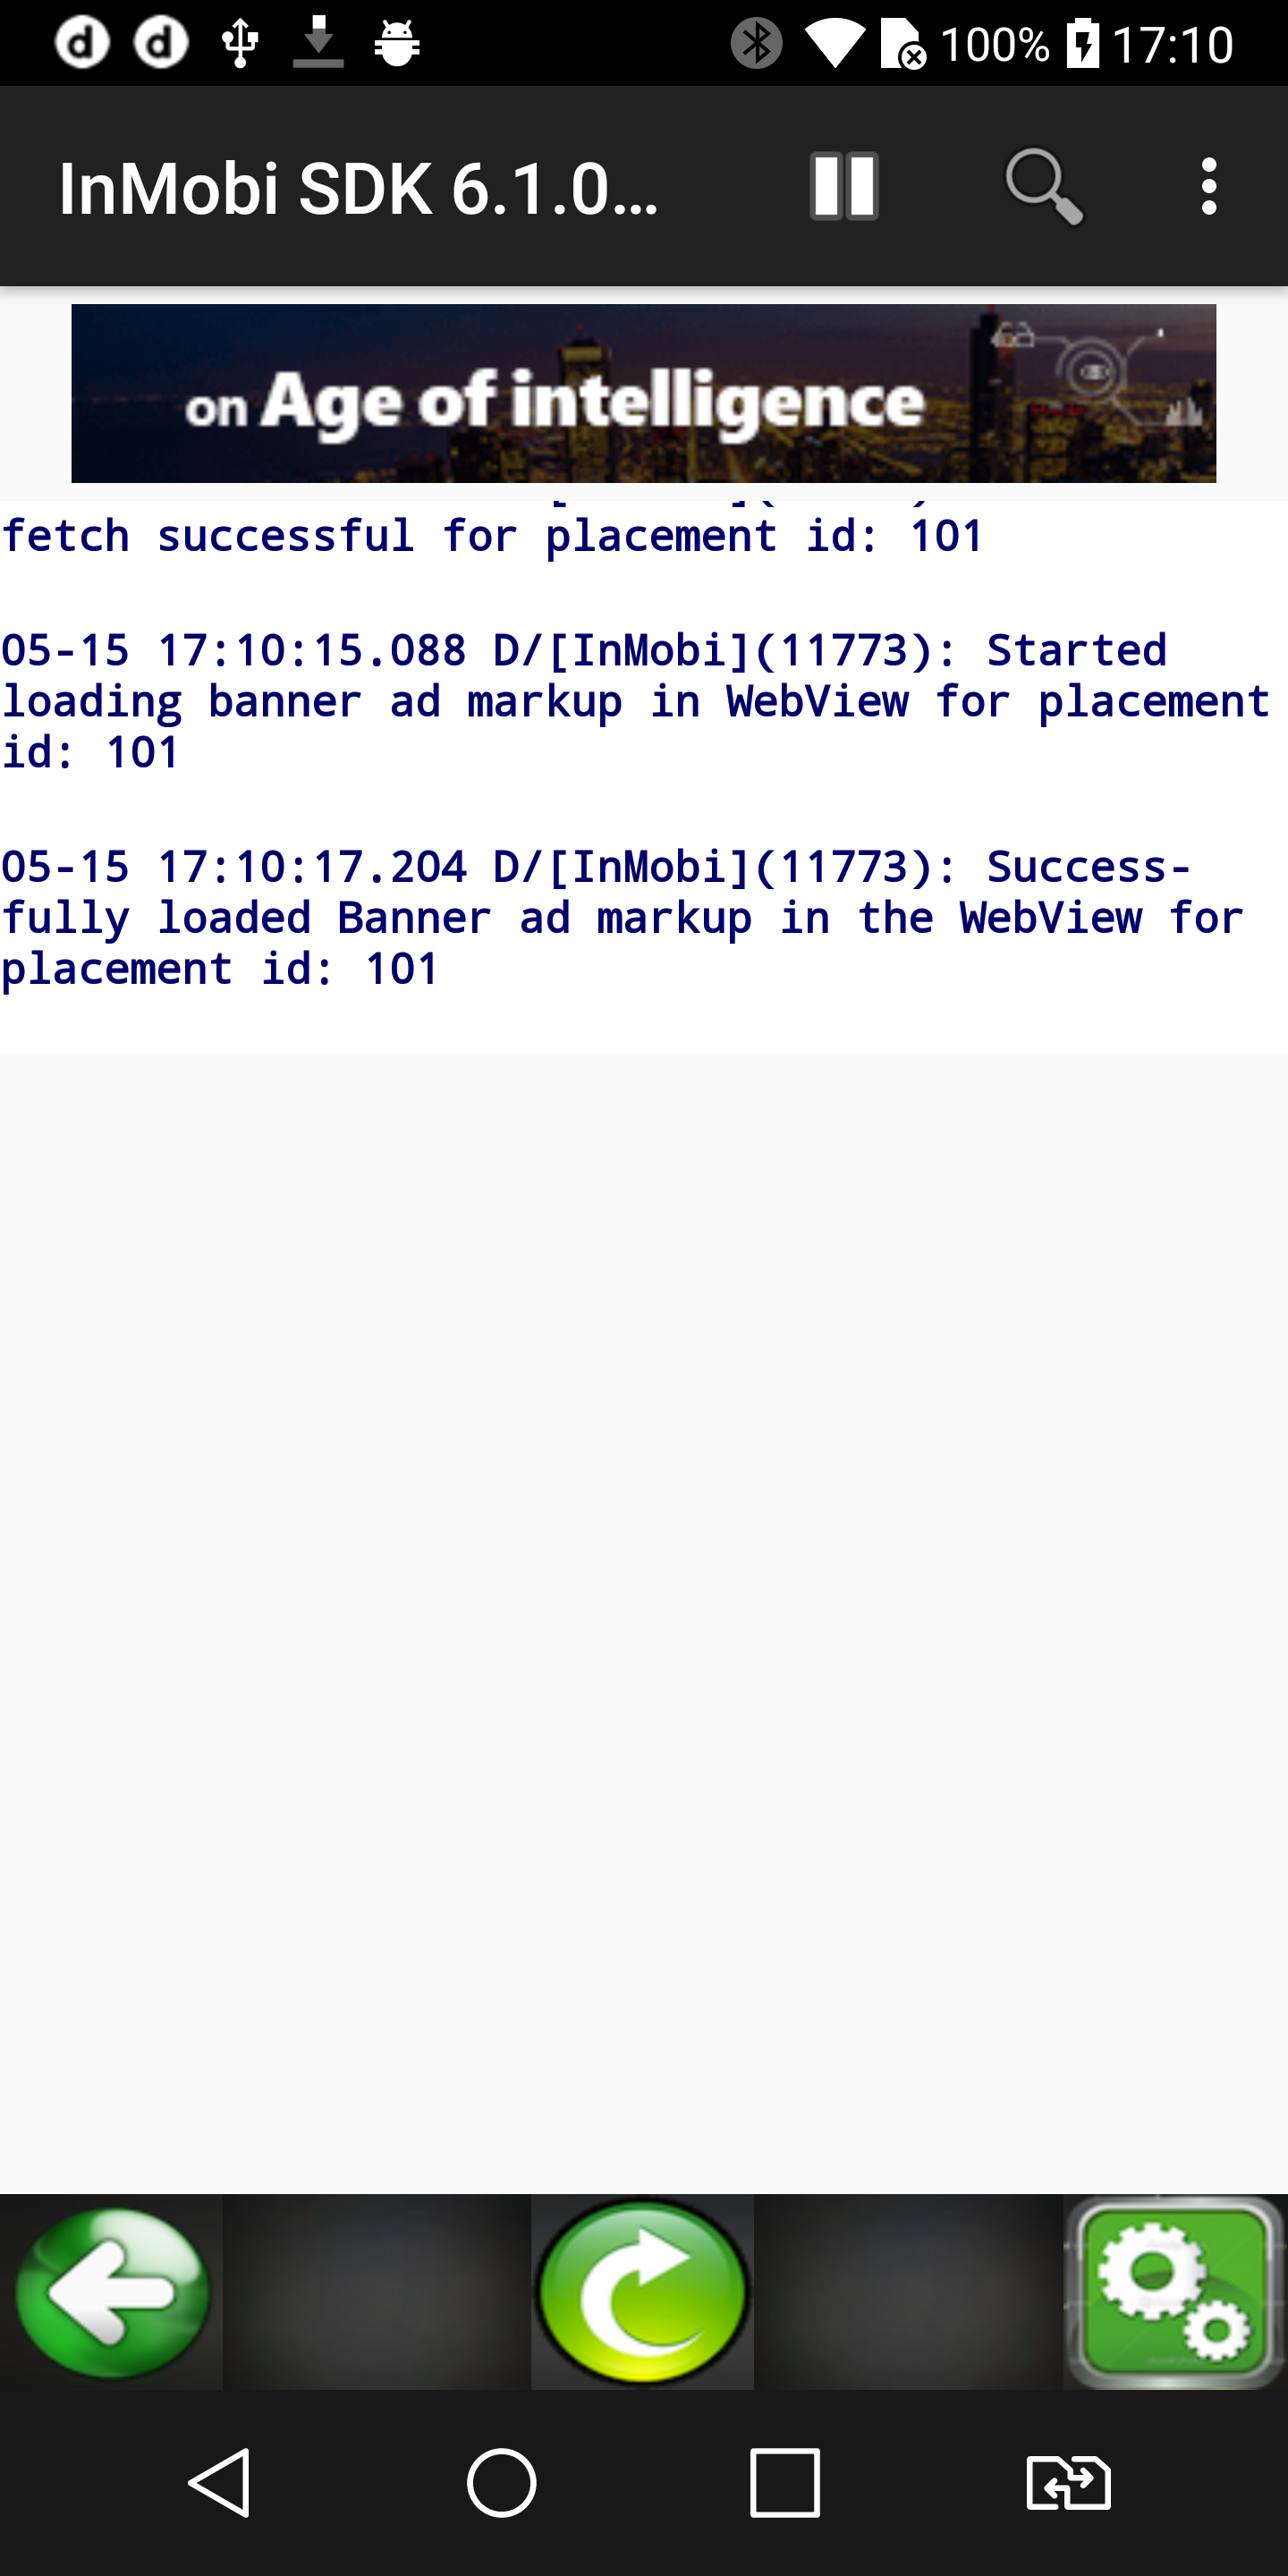 100% 17:10
InMobi SDK 6.1.0...
on Age of intelligence
fetch successful for placement id: 101
05-15 17:10:15.088 D/[InMobi](11773): Started
loading banner ad markup in WebView for placement
id: 101
05-15 17:10:17.204 D/[InMobi](11773): Success-
fully loaded Banner ad markup in the WebView for
placement id: 101